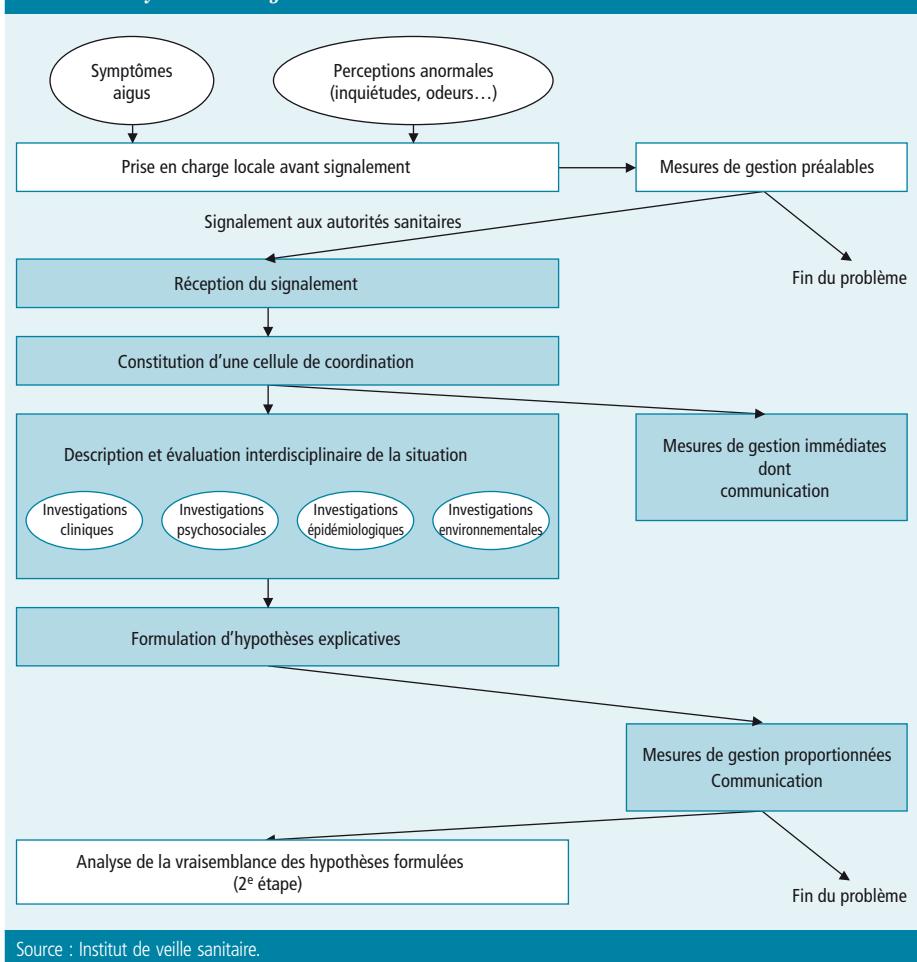 Symptômes
aigus
Perceptions anormales
(inquiétudes, odeurs…)
Prise en charge locale avant signalement
Mesures de gestion préalables
Signalement aux autorités sanitaires
Fin du problème
Réception du signalement
Constitution d’une cellule de coordination
Description et évaluation interdisciplinaire de la situation
Mesures de gestion immédiates
dont
communication
Investigations
cliniques
Investigations
psychosociales
Investigations
épidémiologiques
Investigations
environnementales
Formulation d’hypothèses explicatives
Mesures de gestion proportionnées
Communication
Analyse de la vraisemblance des hypothèses formulées
(2e étape)
Fin du problème
Source : Institut de veille sanitaire.